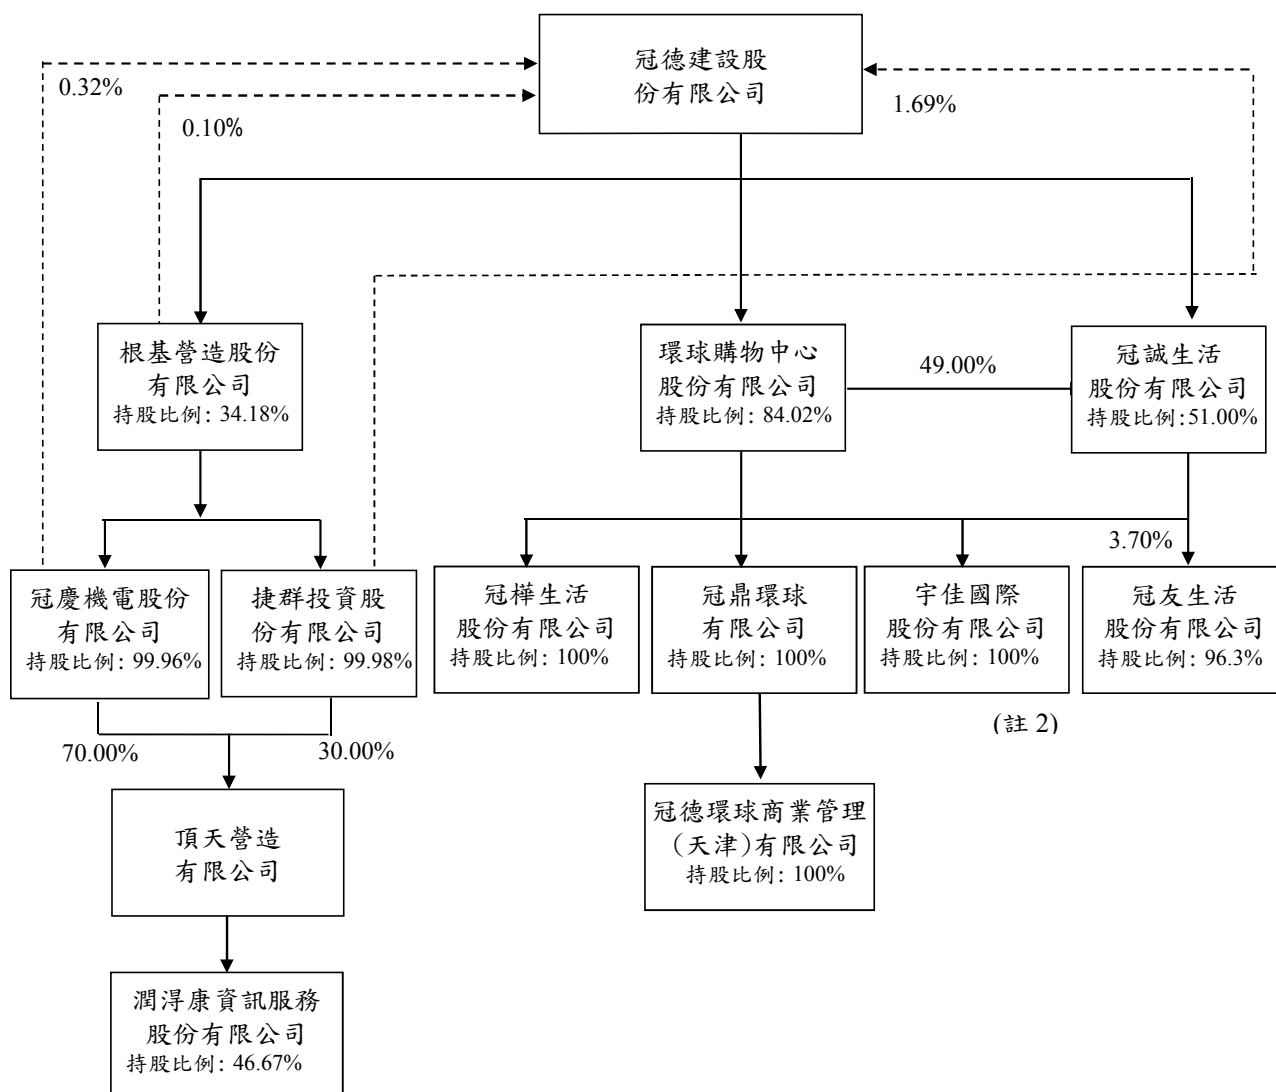 冠德建設股
份有限公司
0.32%
0.10%
1.69%
根基營造股份
有限公司
持股比例: 34.18%
環球購物中心
股份有限公司
持股比例: 84.02%
49.00%
冠誠生活
股份有限公司
持股比例:51.00%
3.70%
冠慶機電股份
有限公司
持股比例: 99.96%
捷群投資股
份有限公司
持股比例: 99.98%
冠樺生活
股份有限公司
持股比例: 100%
冠鼎環球
有限公司
持股比例: 100%
宇佳國際
股份有限公司
持股比例: 100%
冠友生活
股份有限公司
持股比例: 96.3%
(註 2)
70.00%
30.00%
頂天營造
有限公司
冠德環球商業管理
(天津)有限公司
持股比例: 100%
潤淂康資訊服務
股份有限公司
持股比例: 46.67%